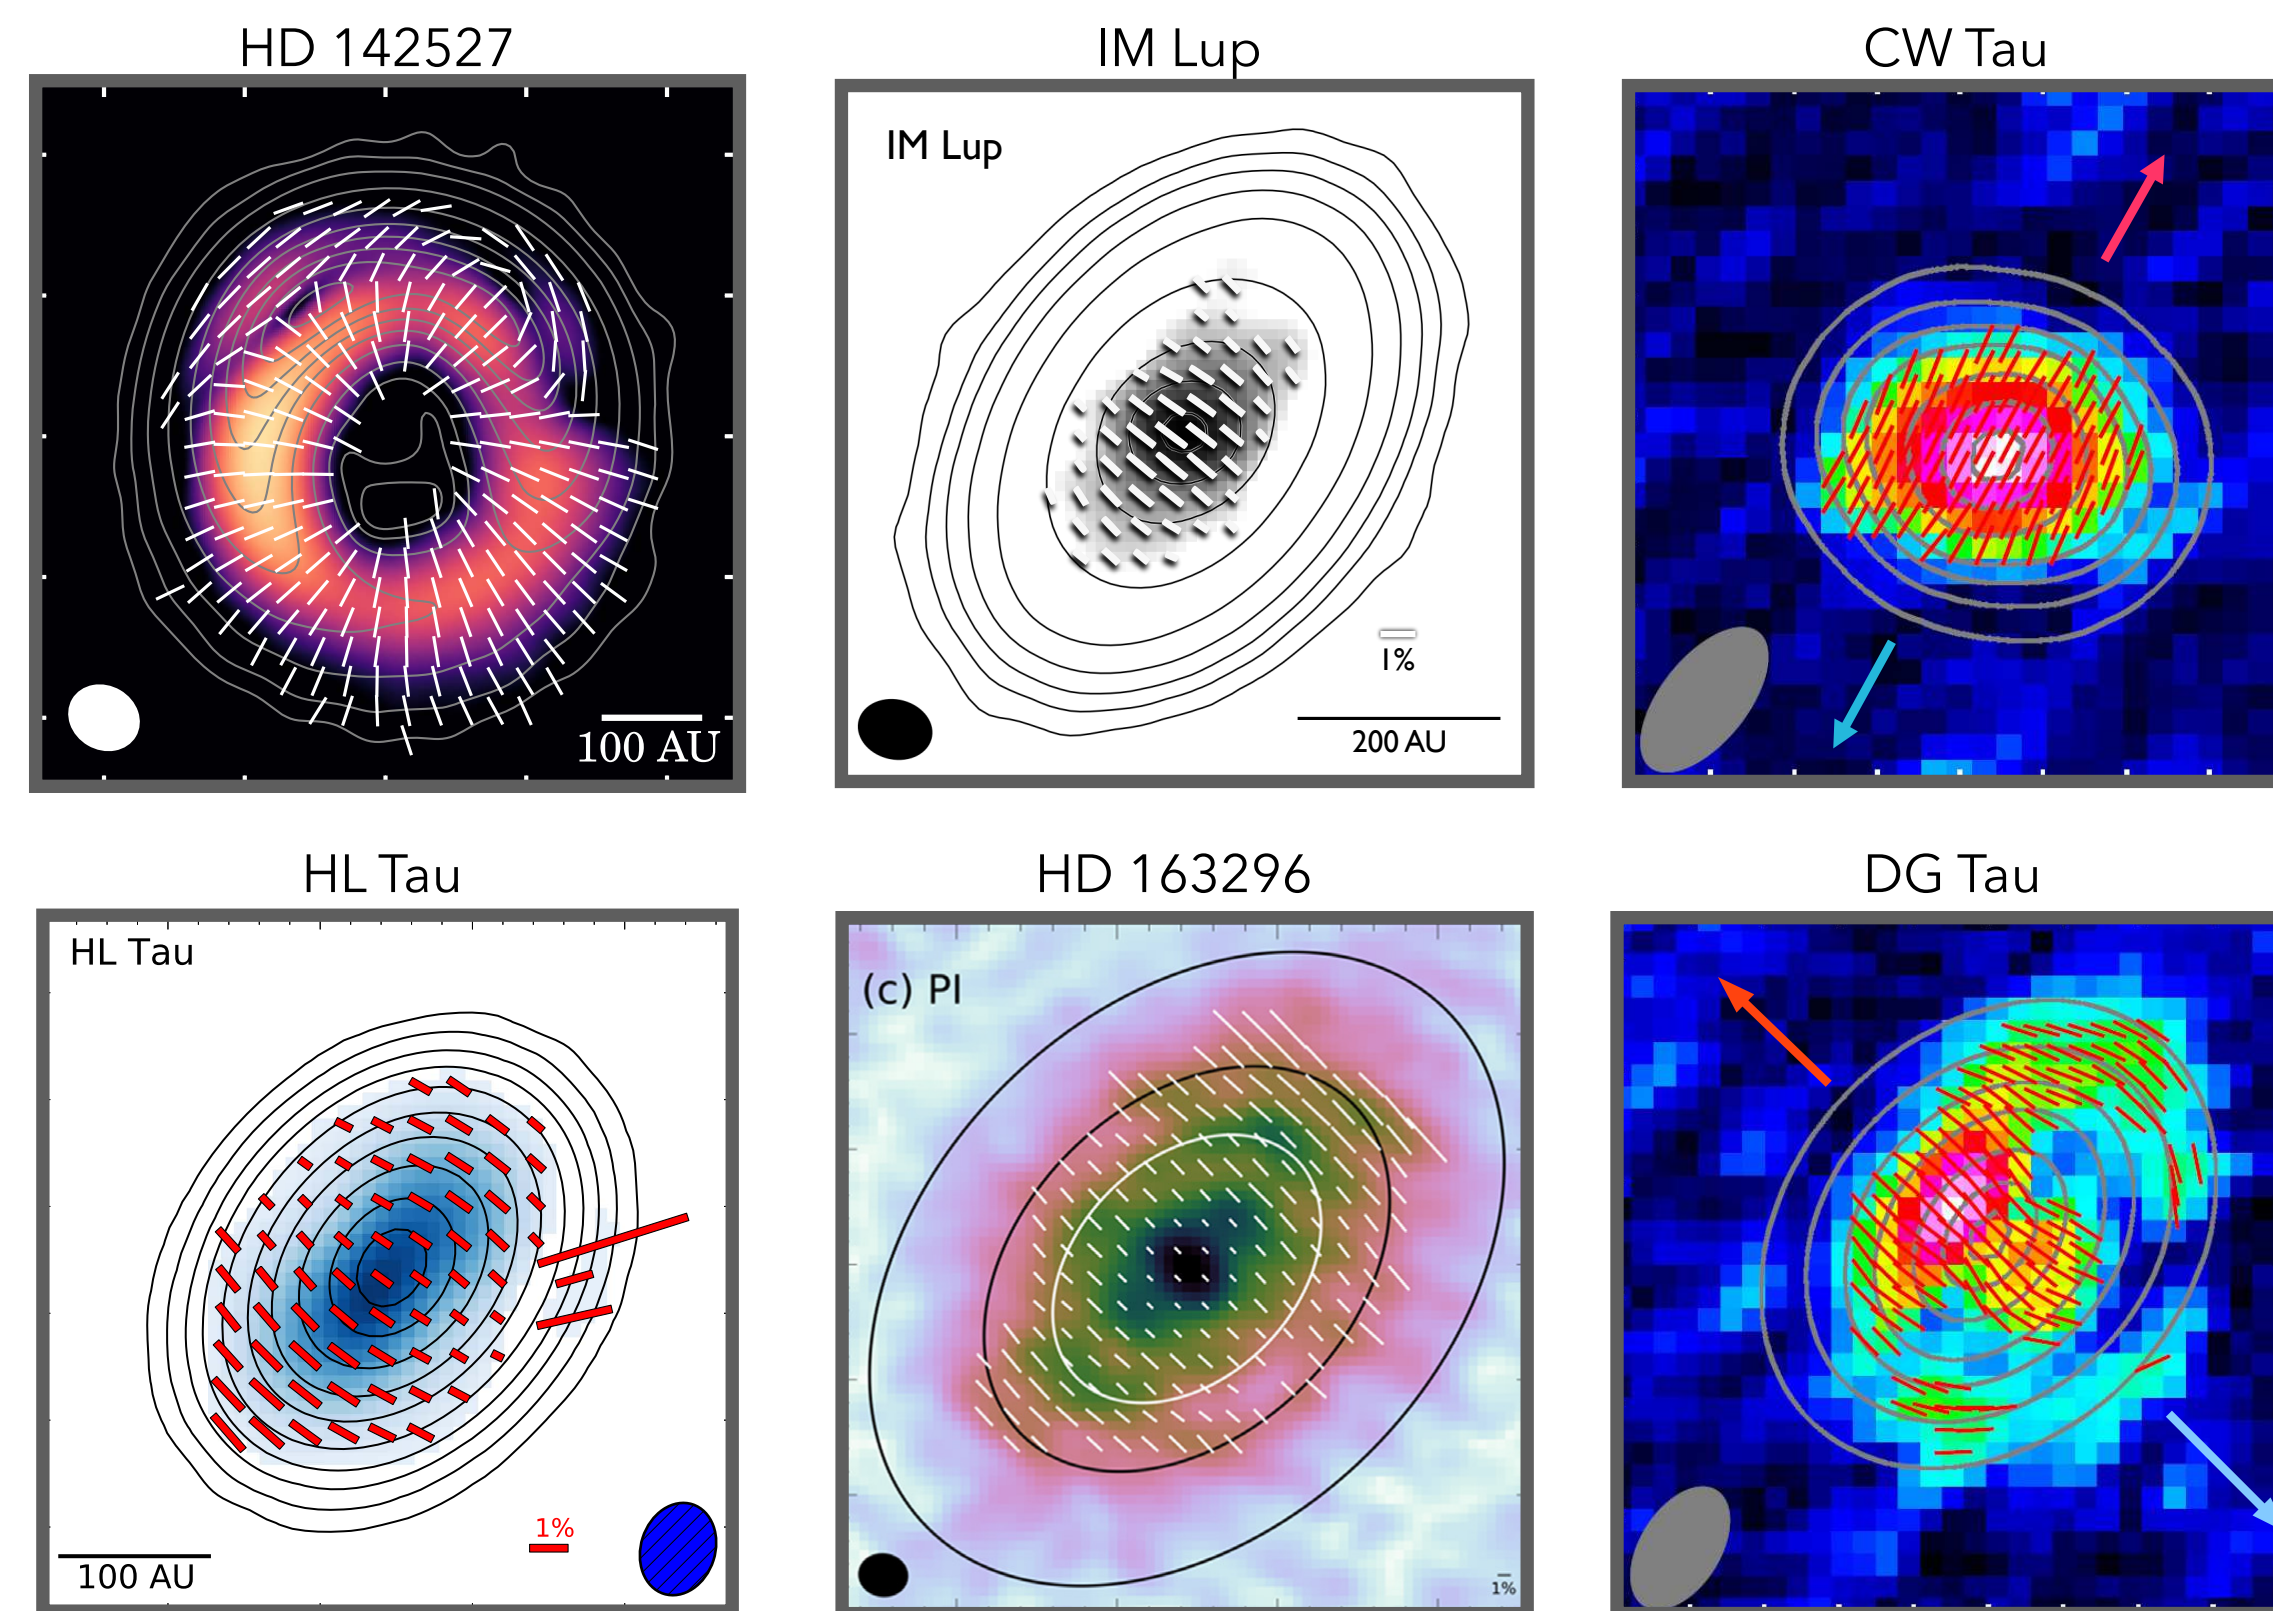 HD 142527
IM Lup
CW Tau
IM Lup
1%
100 AU
200 AU
HL Tau
HD 163296
DG Tau
HL Tau
(c) PI
1%
100 AU
1%